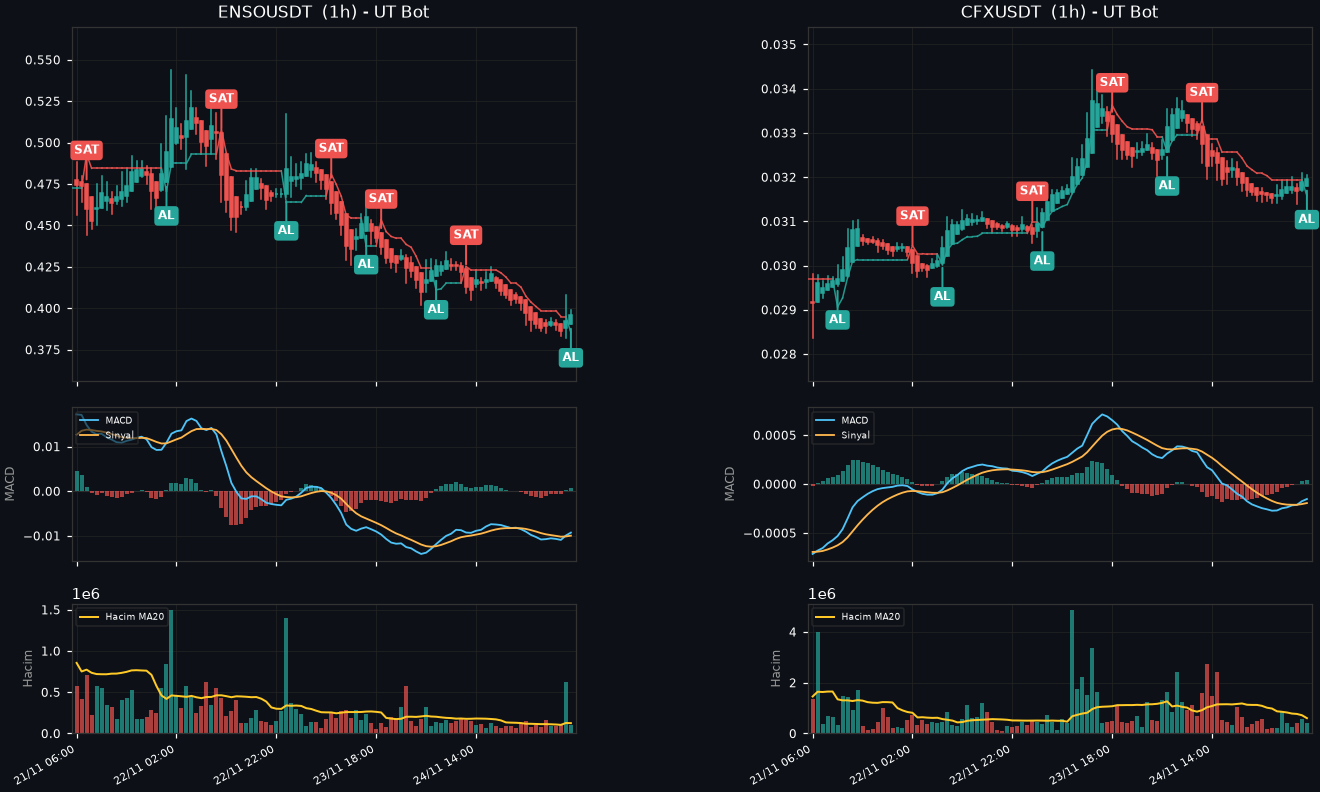 ENSOUSDT (1h) - UT Bot
0.550
0.525
0.500
0.475
0.450
0.425
0.400
0.375
SAT
AL
SAT
AL
SAT
AL
SAT
AL
SAT
AL
MACD
0.01
0.00
−0.01
MACD
Sinyal
1e6
Hacim
1.5
1.0
0.5
0.0
Hacim MA20
21/11 06:00
22/11 02:00
22/11 22:00
23/11 18:00
24/11 14:00
CFXUSDT (1h) - UT Bot
0.035
0.034
0.033
0.032
0.031
0.030
0.029
0.028
AL
SAT
AL
SAT
AL
SAT
AL
SAT
AL
MACD
0.0005
0.0000
−0.0005
MACD
Sinyal
1e6
Hacim
4
2
0
Hacim MA20
21/11 06:00
22/11 02:00
22/11 22:00
23/11 18:00
24/11 14:00